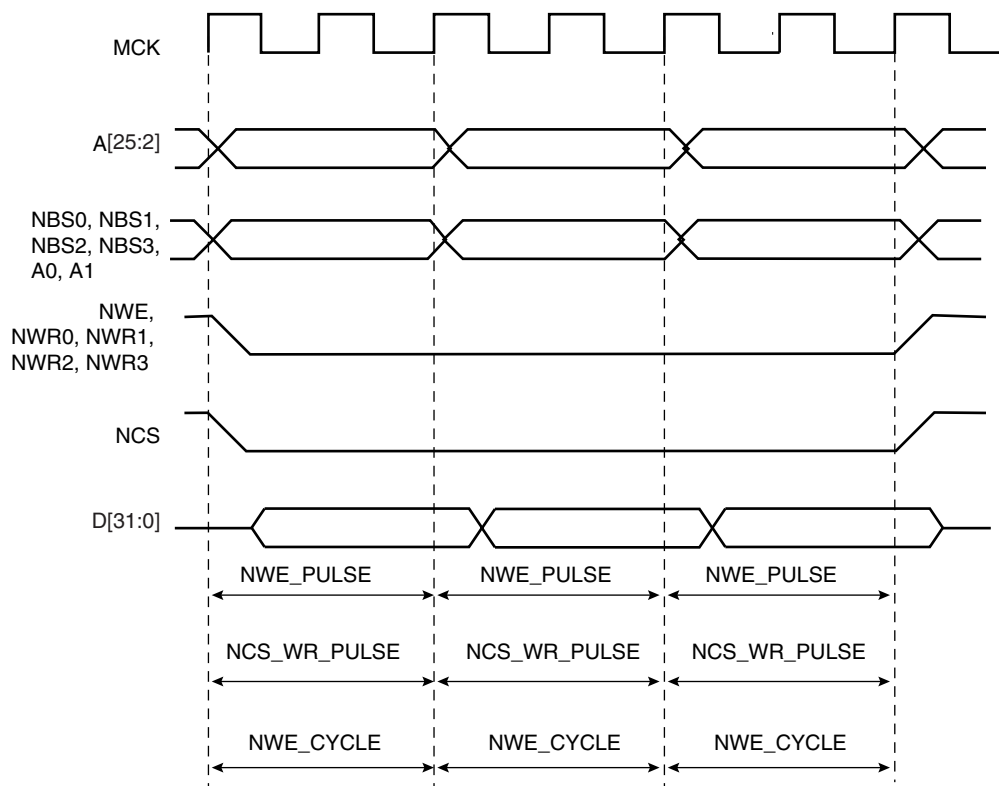 MCK
A[25:2]
NBS0, NBS1,
NBS2, NBS3,
A0, A1
NWE,
NWR0, NWR1,
NWR2, NWR3
NCS
D[31:0]
NWE_PULSE NWE_PULSE NWE_PULSE
NCS_WR_PULSE NCS_WR_PULSE NCS_WR_PULSE
NWE_CYCLE NWE_CYCLE NWE_CYCLE